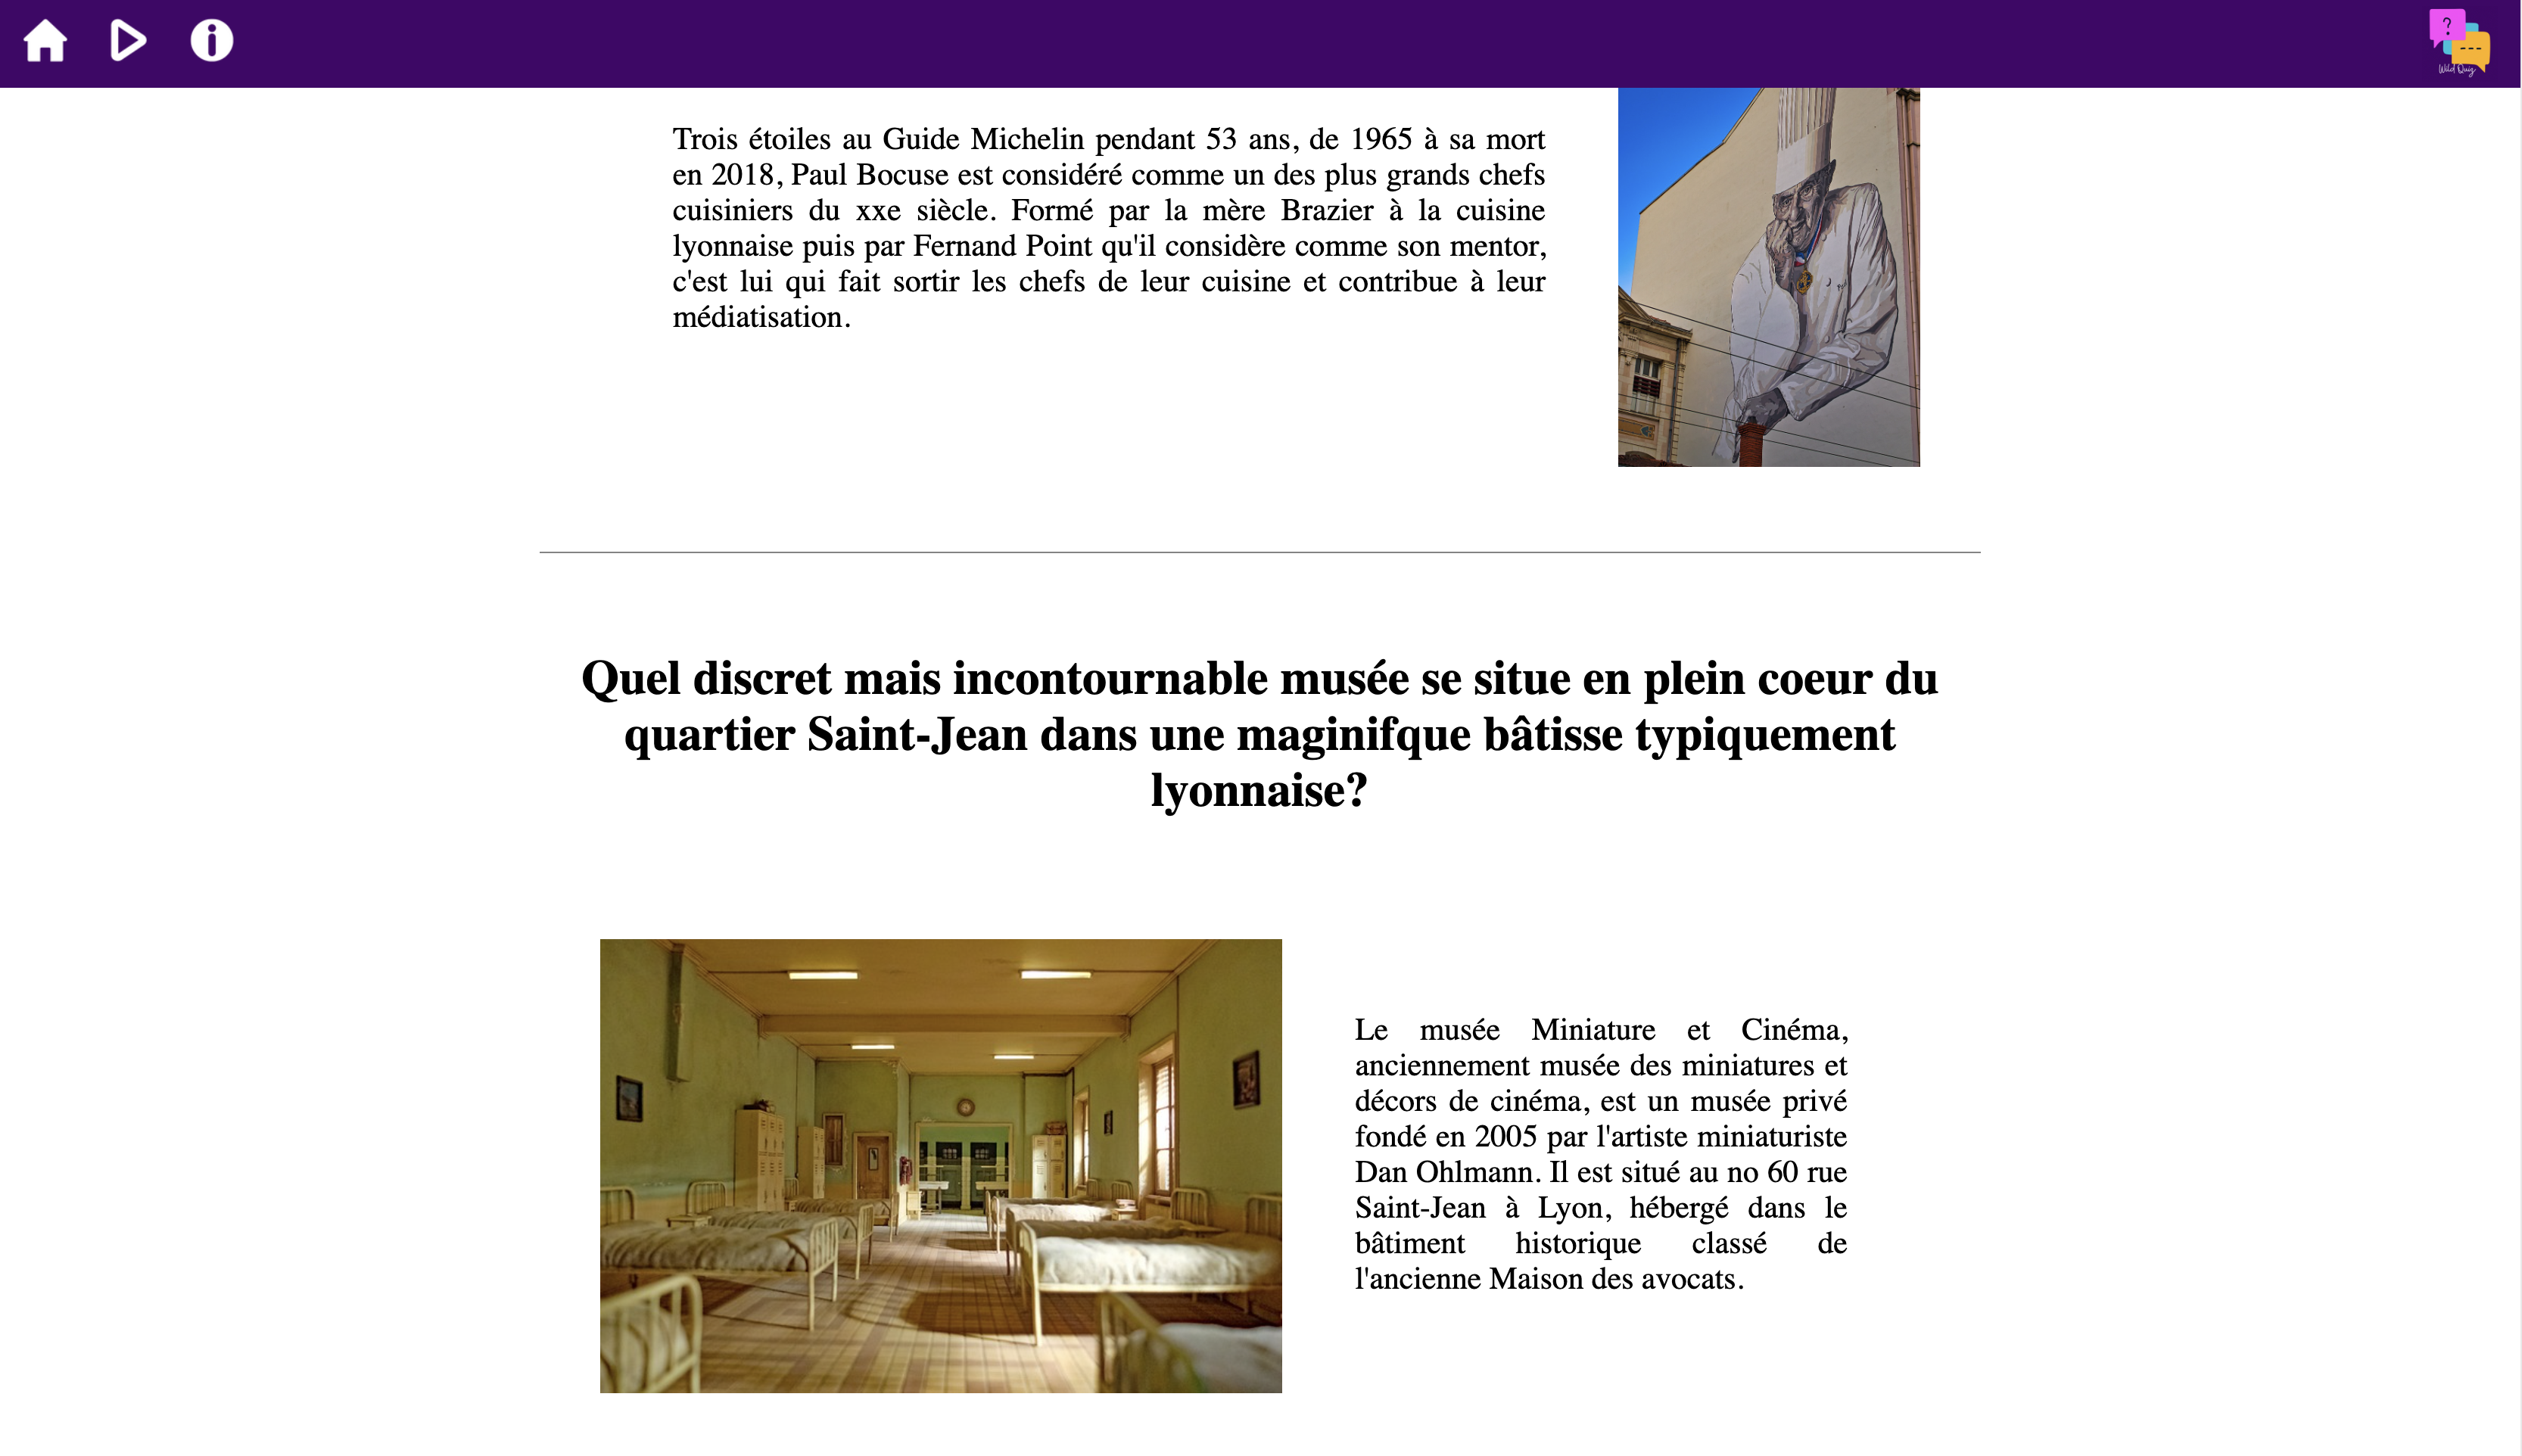 ?
Wild Quiz
Trois étoiles au Guide Michelin pendant 53 ans, de 1965 à sa mort
en 2018, Paul Bocuse est considéré comme un des plus grands chefs
cuisiniers du xxe siècle. Formé par la mère Brazier à la cuisine
lyonnaise puis par Fernand Point qu'il considère comme son mentor,
c'est lui qui fait sortir les chefs de leur cuisine et contribue à leur
médiatisation.
Quel discret mais incontournable musée se situe en plein coeur du
quartier Saint-Jean dans une maginifque bâtisse typiquement
lyonnaise?
Le musée Miniature et Cinéma,
anciennement musée des miniatures et
décors de cinéma, est un musée privé
fondé en 2005 par l'artiste miniaturiste
Dan Ohlmann. Il est situé au no 60 rue
Saint-Jean à Lyon, hébergé dans le
bâtiment historique classé de
l'ancienne Maison des avocats.